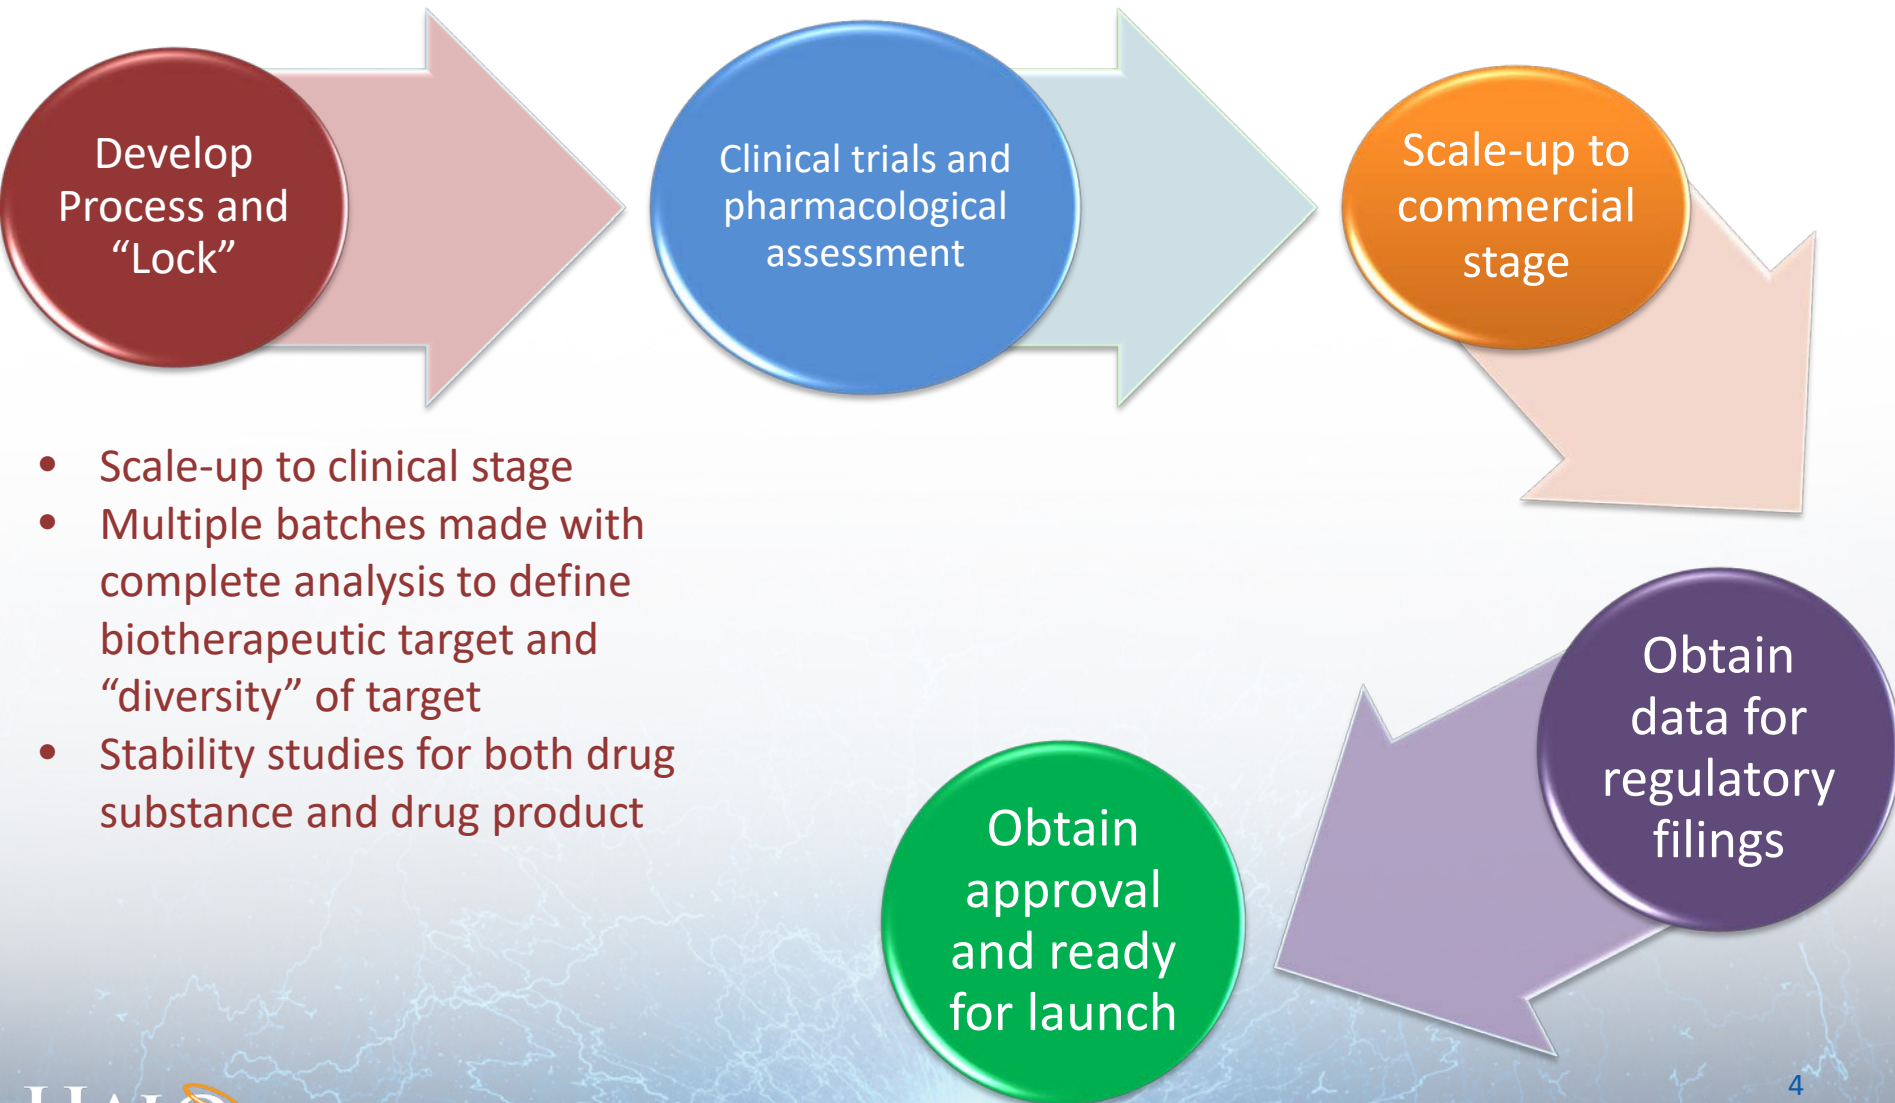 Develop
Process and
“Lock”
Clinical trials and
pharmacological
assessment
Scale-up to
commercial
stage
• Scale-up to clinical stage
• Multiple batches made with
complete analysis to define
biotherapeutic target and
“diversity” of target
• Stability studies for both drug
substance and drug product
Obtain
data for
regulatory
filings
Obtain
approval
and ready
for launch
HALO
4